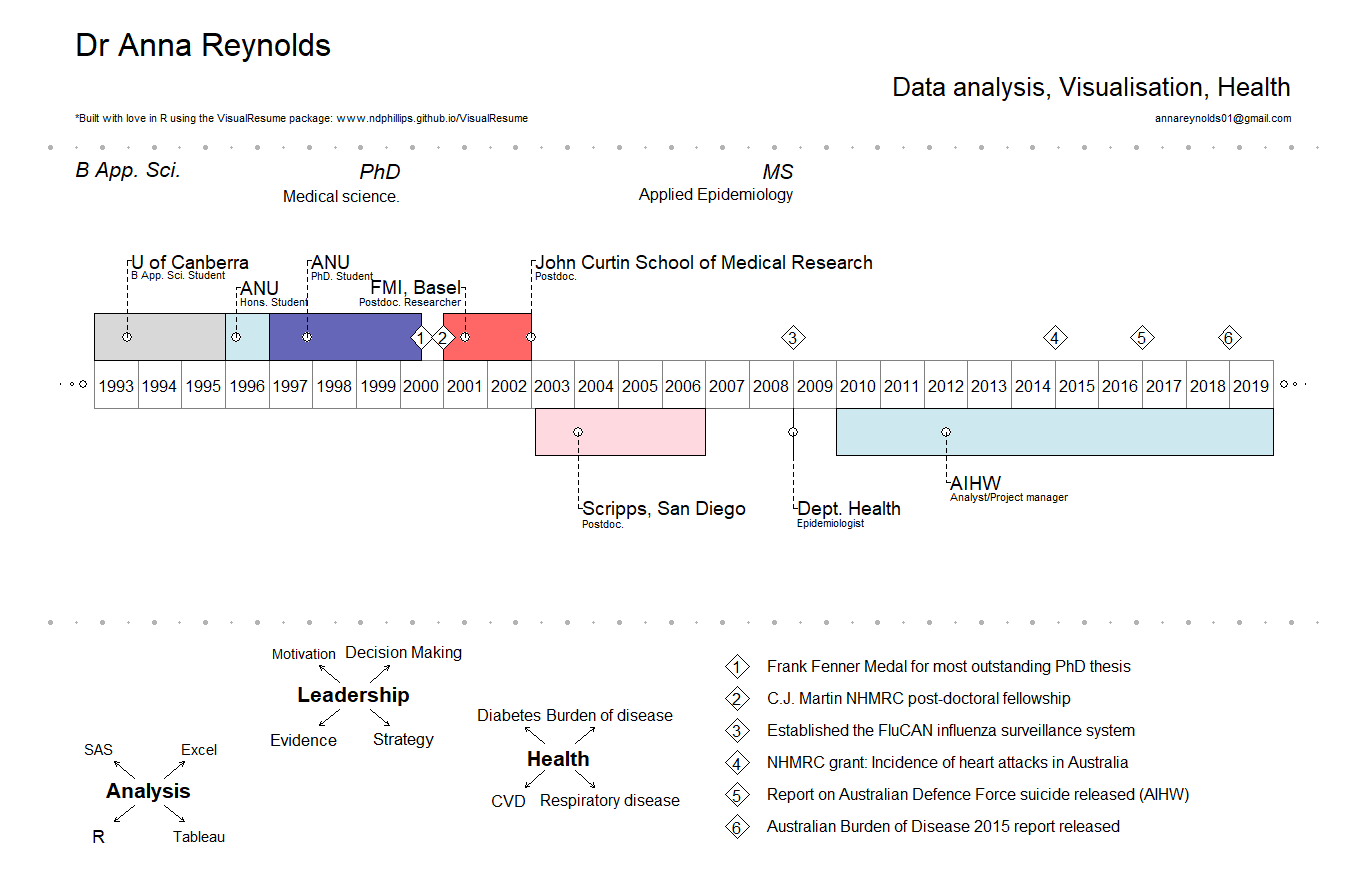 Dr Anna Reynolds
Data analysis, Visualisation, Health
*Built with love in R using the VisualResume package: www.ndphillips.github.io/VisualResume
annareynolds01@gmail.com
B App. Sci.
PhD
MS
Medical science.
Applied Epidemiology
U of Canberra
B App. Sci. Student
ANU
PhD. Student
John Curtin School of Medical Research
Postdoc.
ANU
Hons. Student
FMI, Basel
Postdoc. Researcher
1 2 3 4 5 6
1993 1994 1995 1996 1997 1998 1999 2000 2001 2002 2003 2004 2005 2006 2007 2008 2009 2010 2011 2012 2013 2014 2015 2016 2017 2018 2019
AIHW
Analyst/Project manager
Scripps, San Diego
Postdoc.
Dept. Health
Epidemiologist
Motivation Decision Making
Leadership
Evidence Strategy
Diabetes Burden of disease
Health
CVD Respiratory disease
SAS Excel
Analysis
R Tableau
1 Frank Fenner Medal for most outstanding PhD thesis
2 C.J. Martin NHMRC post-doctoral fellowship
3 Established the FluCAN influenza surveillance system
4 NHMRC grant: Incidence of heart attacks in Australia
5 Report on Australian Defence Force suicide released (AIHW)
6 Australian Burden of Disease 2015 report released